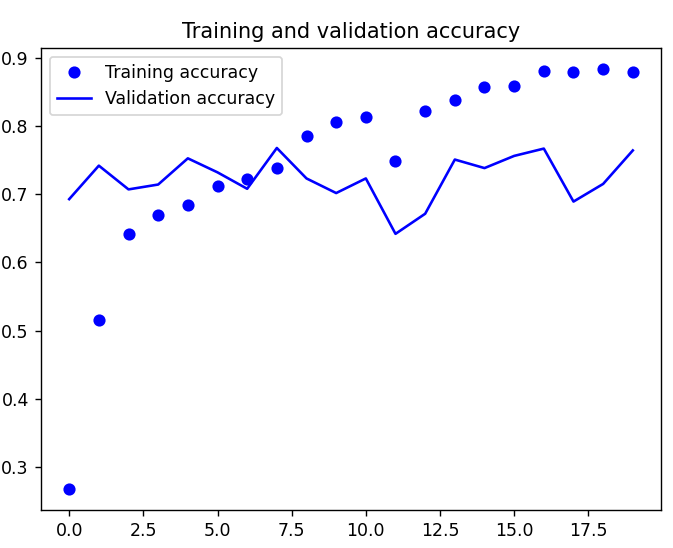 Training and validation accuracy
Training accuracy
Validation accuracy
0.9
0.8
0.7
0.6
0.5
0.4
0.3
0.0 2.5 5.0 7.5 10.0 12.5 15.0 17.5